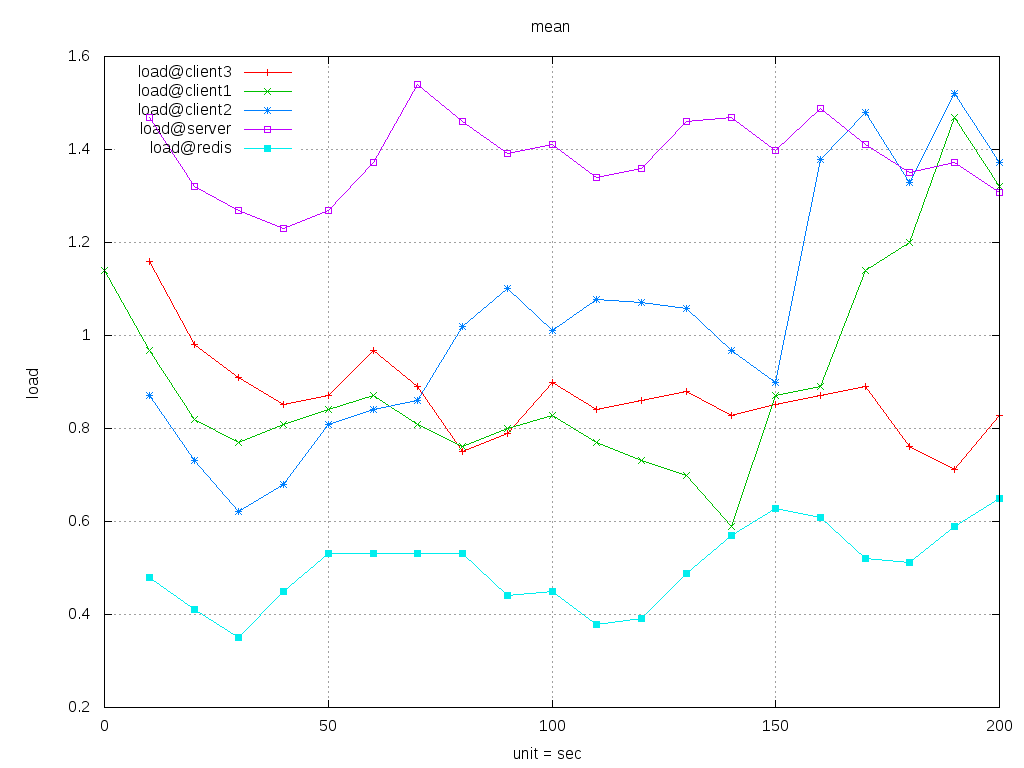 mean
1.6
load@client3
load@client1
load@client2
load@server
load@redis
1.4
1.2
1
0.8
0.6
0.4
0.2
load
0 50 100 150 200
unit = sec